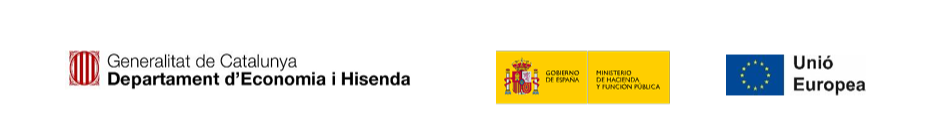 Generalitat de Catalunya
Departament d'Economia i Hisenda
GOBIERNO
DE ESPAÑA
MINISTERIO
DE HACIENDA
Y FUNCIÓN PÚBLICA
Unió
Europea